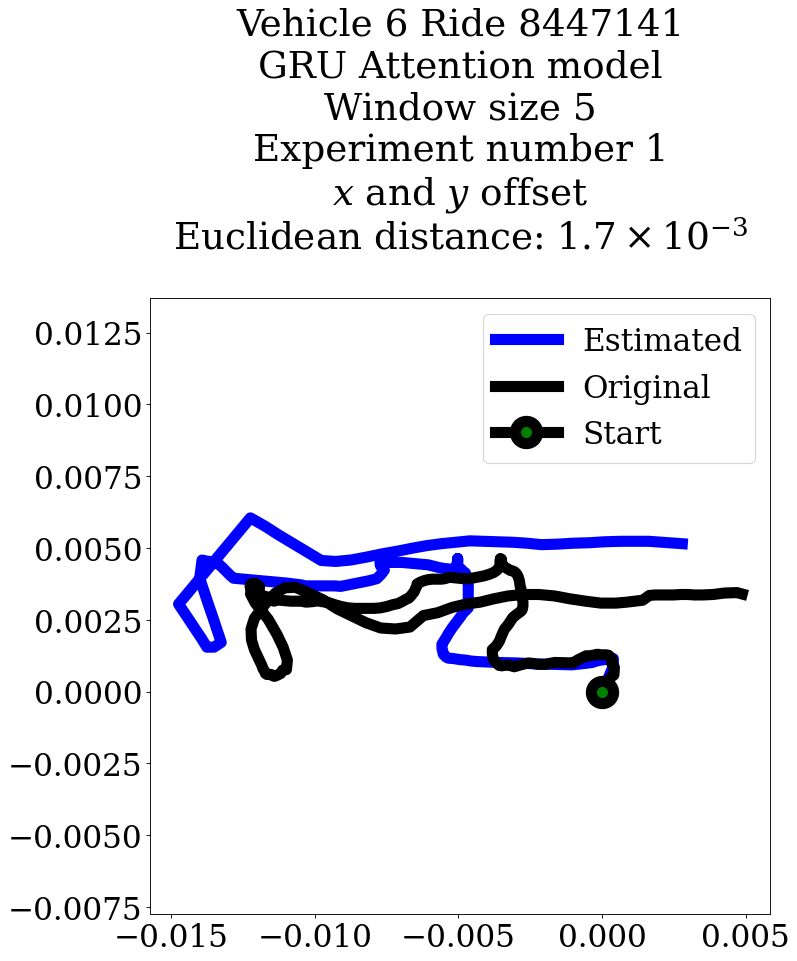 Vehicle 6 Ride 8447141
GRU Attention model
Window size 5
Experiment number 1
x and y offset
Euclidean distance: 1.7 × 10⁻³
Estimated
Original
Start
0.0125
0.0100
0.0075
0.0050
0.0025
0.0000
−0.0025
−0.0050
−0.0075
−0.015 −0.010 −0.005 0.000 0.005